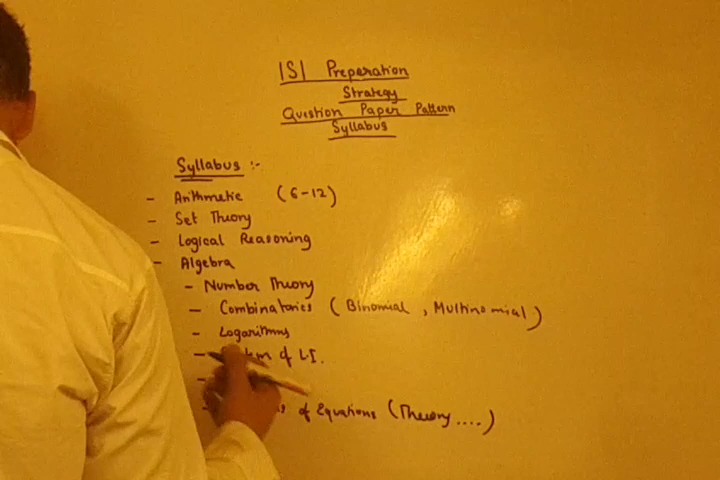 ISI Preperation
Strategy
Question Paper Pattern
Syllabus
Syllabus :-
- Arithmetic (6-12)
- Set Theory
- Logical Reasoning
- Algebra
- Number Theory
- Combinatorics (Binomial, Multinomial)
- Logarithms
- of L.I.
of Equations (Theory ....)